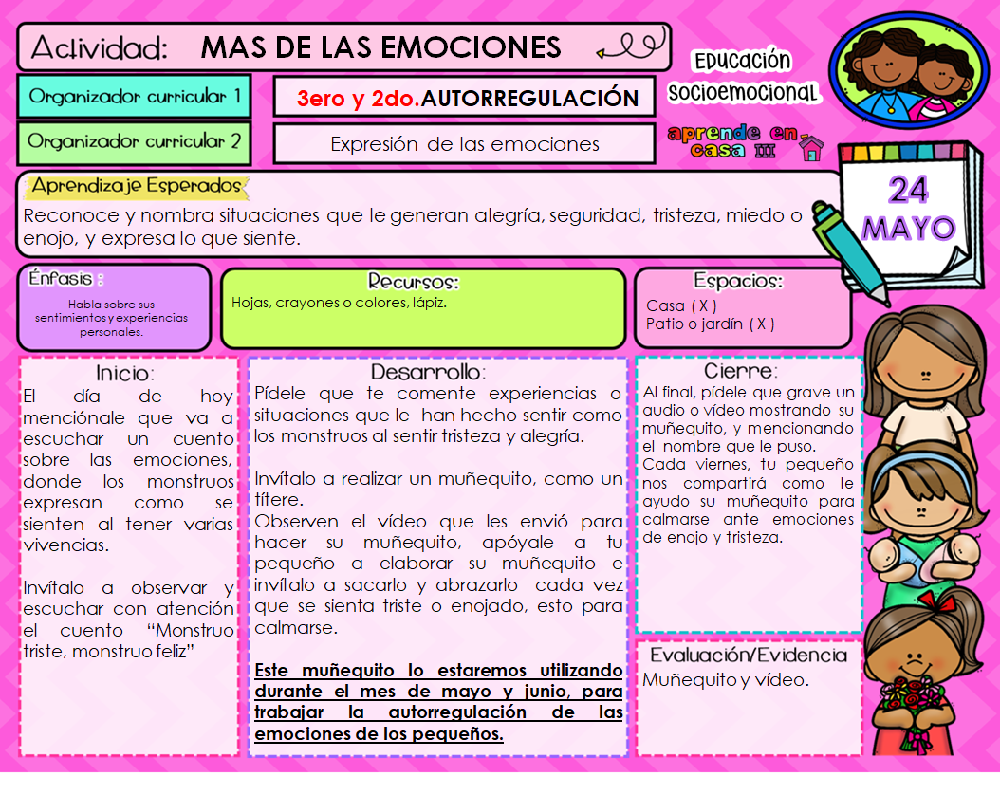 Actividad: MAS DE LAS EMOCIONES
Educación
Socioemocional
Organizador curricular 1
3ero y 2do.AUTORREGULACIÓN
Organizador curricular 2
Expresión de las emociones
aprende en
casa III
24
MAYO
Aprendizaje Esperados
Reconoce y nombra situaciones que le generan alegría, seguridad, tristeza, miedo o
enojo, y expresa lo que siente.
Énfasis :
Habla sobre sus
sentimientos y experiencias
personales.
Recursos:
Hojas, crayones o colores, lápiz.
Espacios:
Casa ( X )
Patio o jardín ( X )
Inicio:
El día de hoy
menciónale que va a
escuchar un cuento
sobre las emociones,
donde los monstruos
expresan como se
sienten al tener varias
vivencias.
Invítalo a observar y
escuchar con atención
el cuento “Monstruo
triste, monstruo feliz”
Desarrollo:
Pídele que te comente experiencias o
situaciones que le han hecho sentir como
los monstruos al sentir tristeza y alegría.
Invítalo a realizar un muñequito, como un
títere.
Observen el vídeo que les envió para
hacer su muñequito, apóyale a tu
pequeño a elaborar su muñequito e
invítalo a sacarlo y abrazarlo cada vez
que se sienta triste o enojado, esto para
calmarse.
Este muñequito lo estaremos utilizando
durante el mes de mayo y junio, para
trabajar la autorregulación de las
emociones de los pequeños.
Cierre:
Al final, pídele que grave un
audio o vídeo mostrando su
muñequito, y mencionando
el nombre que le puso.
Cada viernes, tu pequeño
nos compartirá como le
ayudo su muñequito para
calmarse ante emociones
de enojo y tristeza.
Evaluación/Evidencia
Muñequito y vídeo.